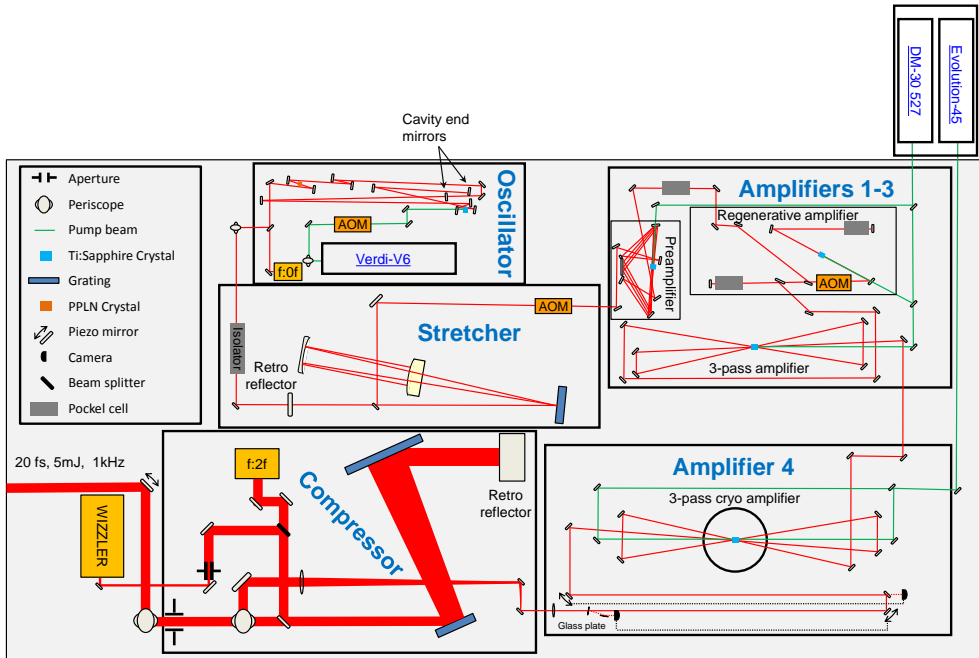 DM-30 527
Evolution-45
Cavity end
mirrors
Aperture
Periscope
Pump beam
Ti:Sapphire Crystal
Grating
PPLN Crystal
Piezo mirror
Camera
Beam splitter
Pockel cell
Oscillator
AOM
Verdi-V6
f:0f
Amplifiers 1-3
Regenerative amplifier
Preamplifier
AOM
3-pass amplifier
AOM
Stretcher
Isolator
Retro
reflector
20 fs, 5mJ, 1kHz
WIZZLER
f:2f
Compressor
Retro
reflector
Amplifier 4
3-pass cryo amplifier
Glass plate